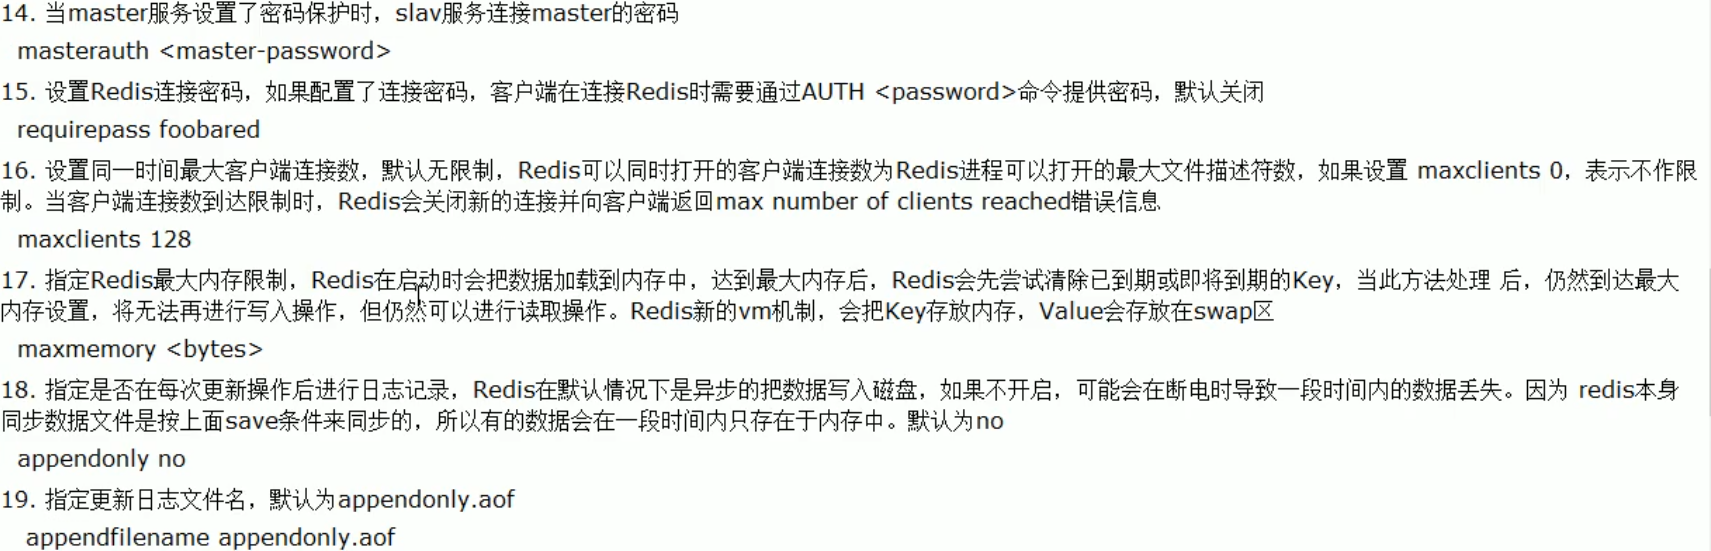 14. 当master服务设置了密码保护时，slav服务连接master的密码
masterauth <master-password>
15. 设置Redis连接密码，如果配置了连接密码，客户端在连接Redis时需要通过AUTH <password>命令提供密码，默认关闭
requirepass foobared
16. 设置同一时间最大客户端连接数，默认无限制，Redis可以同时打开的客户端连接数为Redis进程可以打开的最大文件描述符数，如果设置 maxclients 0，表示不作限
制。当客户端连接数到达限制时，Redis会关闭新的连接并向客户端返回max number of clients reached错误信息
maxclients 128
17. 指定Redis最大内存限制，Redis在启动时会把数据加载到内存中，达到最大内存后，Redis会先尝试清除已到期或即将到期的Key，当此方法处理 后，仍然到达最大
内存设置，将无法再进行写入操作，但仍然可以进行读取操作。Redis新的vm机制，会把Key存放内存，Value会存放在swap区
maxmemory <bytes>
18. 指定是否在每次更新操作后进行日志记录，Redis在默认情况下是异步的把数据写入磁盘，如果不开启，可能会在断电时导致一段时间内的数据丢失。因为 redis本身
同步数据文件是按上面save条件来同步的，所以有的数据会在一段时间内只存在于内存中。默认为no
appendonly no
19. 指定更新日志文件名，默认为appendonly.aof
appendfilename appendonly.aof